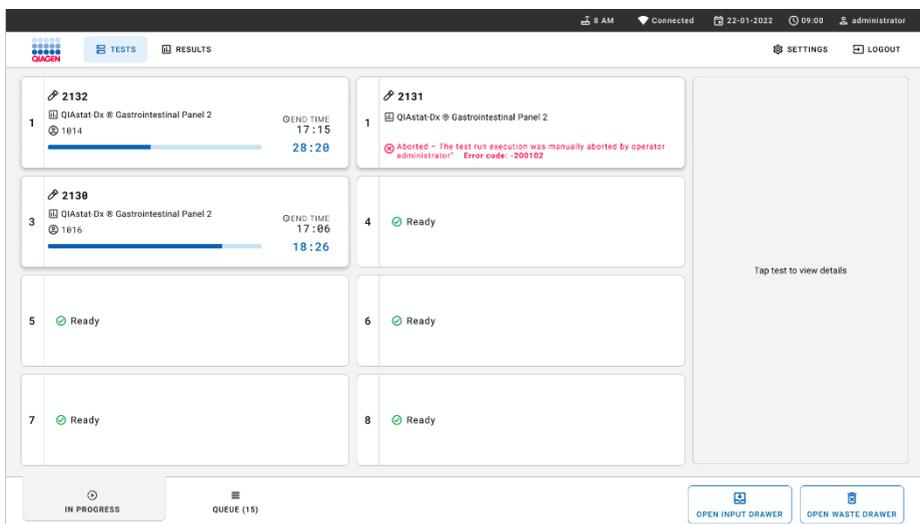 8 AM Connected 22-01-2022 09:00 administrator
QIAGEN TESTS RESULTS SETTINGS LOGOUT
1
2132
QIAstat-Dx ® Gastrointestinal Panel 2
1014
END TIME
17:15
28:20
1
2131
QIAstat-Dx ® Gastrointestinal Panel 2
Aborted – The test run execution was manually aborted by operator
administrator" Error code: -200102
3
2130
QIAstat-Dx ® Gastrointestinal Panel 2
1016
END TIME
17:06
18:26
4 Ready
Tap test to view details
5 Ready
6 Ready
7 Ready
8 Ready
IN PROGRESS
QUEUE (15)
OPEN INPUT DRAWER
OPEN WASTE DRAWER